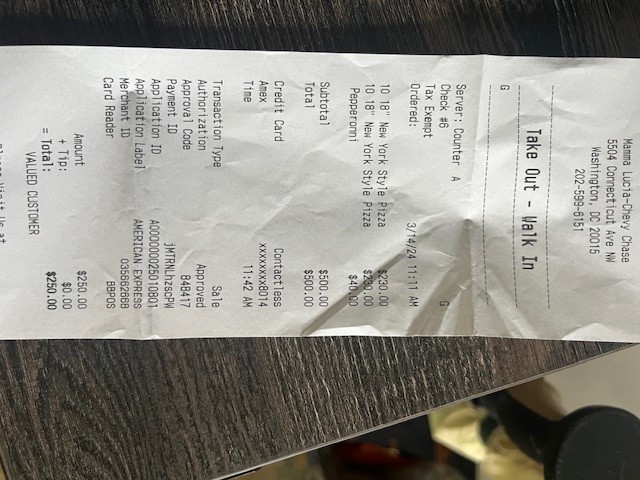 Mamma Lucia-Chevy Chase
5504 Connecticut Ave NW
Washington, DC 20015
202-599-6151
Take Out - Walk In
G
Server: Counter A
Check #6 G
Tax Exempt
Ordered: 3/14/24 11:11 AM
10 18" New York Style Pizza $230.00
10 18" New York Style Pizza $230.00
Pepperonni $40.00
Subtotal $500.00
Total $500.00
Credit Card Contactless
Amex xxxxxxxx8014
Time 11:42 AM
Transaction Type Sale
Authorization Approved
Approval Code 848417
Payment ID
Application ID A000000025010801
Application Label AMERICAN EXPRESS
Merchant ID
Card Reader BBPOS
Amount $250.00
+ Tip: $0.00
= Total: $250.00
VALUED CUSTOMER
Please Visit Us at